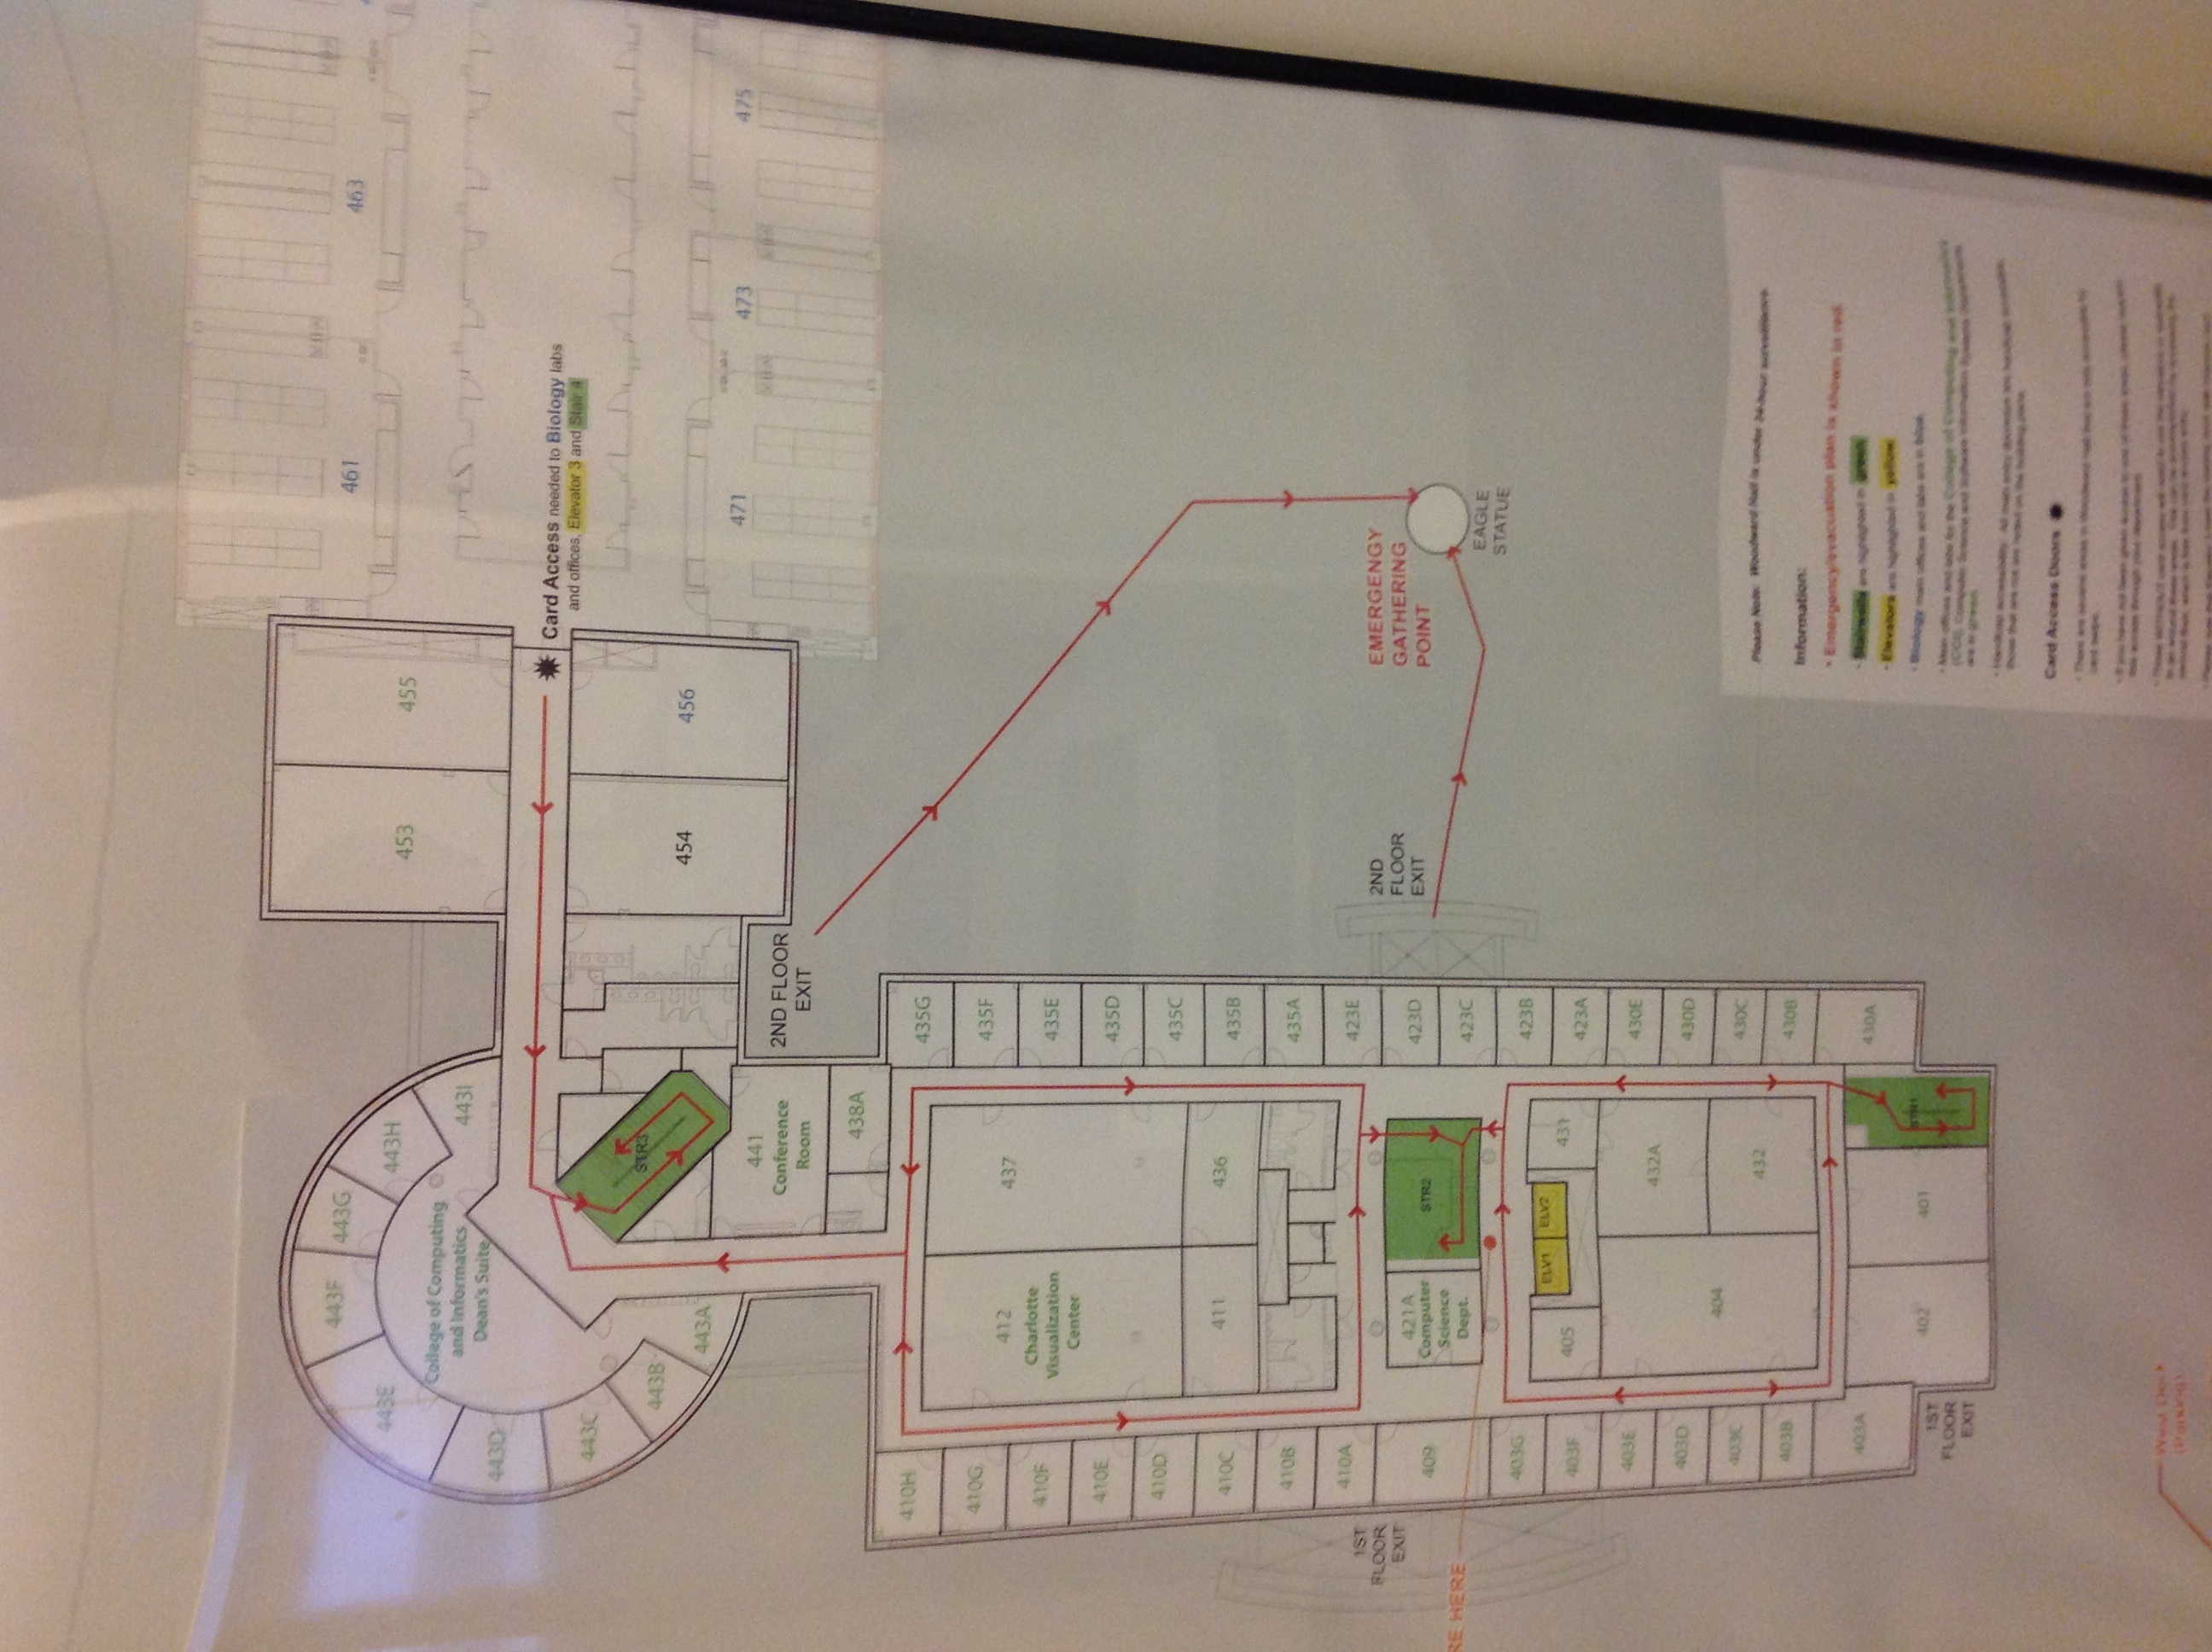 443F
443G
443E
443H
College of Computing
and Informatics
Dean's Suite
443I
443D
443C
443B
443A
453
455
461
463
Card Access needed to Biology labs
and offices, Elevator 3 and Stair 4
STR3
454
456
471
473
475
441
Conference
Room
438A
2ND FLOOR
EXIT
410H
410G
410F
410E
410D
410C
410B
410A
409
412
Charlotte
Visualization
Center
437
411
436
435G
435F
435E
435D
435C
435B
435A
423E
423D
423C
423B
423A
1ST
FLOOR
EXIT
421A
Computer
Science
Dept.
STR2
RE HERE
2ND
FLOOR
EXIT
EMERGENCY
GATHERING
POINT
EAGLE
STATUE
403G
403F
403E
403D
403C
403B
403A
405
ELV1
ELV2
431
432A
404
432
430E
430D
430C
430B
430A
402
401
STR1
1ST
FLOOR
EXIT
West Deck
(Parking)
Please Note: Woodward Hall is under 24-hour surveillance.
Information:
• Emergency/evacuation plan is shown in red.
• Stairwells are highlighted in green.
• Elevators are highlighted in yellow.
• Biology main offices and labs are in blue.
• Main offices and labs for the College of Computing and Informatics
(CCI), Computer Science and Software Information Systems Departments
are in green.
• Handicap accessibility: All main entry doorways are handicap accessible,
those that are not are noted on the building plans.
Card Access Doors
• There are several areas in Woodward Hall that are only accessible by
card swipe.
• If you have not been given access to one of these areas, please request
this access through your department.